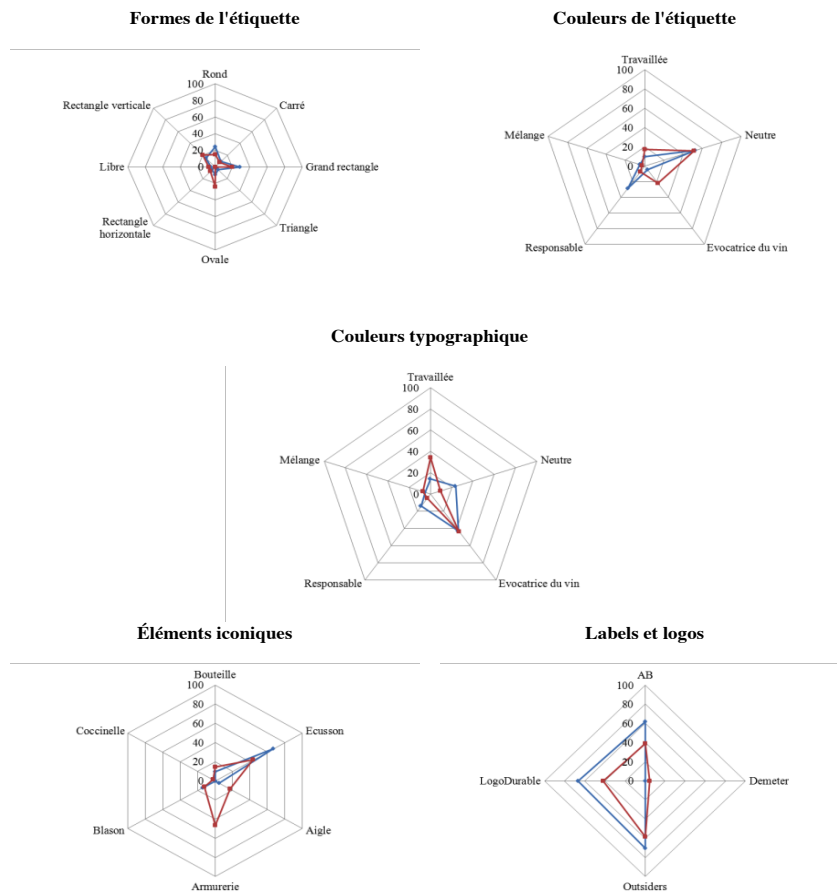 Formes de l'étiquette
Rond
100
80
60
40
20
0
Rectangle verticale
Carré
Libre
Grand rectangle
Rectangle
horizontale
Triangle
Ovale
Couleurs de l'étiquette
Travaillée
100
80
60
40
20
0
Mélange
Neutre
Responsable
Evocatrice du vin
Couleurs typographique
Travaillée
100
80
60
40
20
0
Mélange
Neutre
Responsable
Evocatrice du vin
Éléments iconiques
Bouteille
100
80
60
40
20
0
Coccinelle
Ecusson
Blason
Aigle
Armurerie
Labels et logos
AB
100
80
60
40
20
0
LogoDurable
Demeter
Outsiders